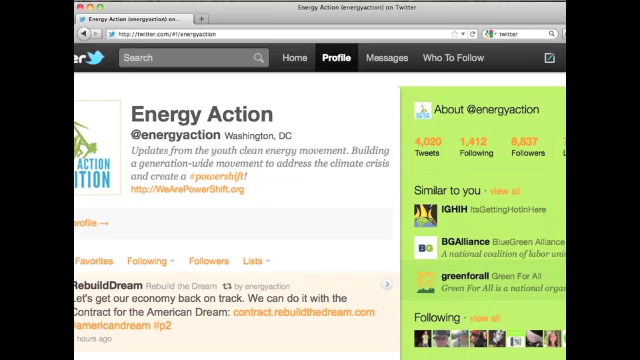 Energy Action (energyaction) on Twitter
Energy Action (energyaction) on...
http://twitter.com/#!/energyaction
twitter
Search
Home
Profile
Messages
Who To Follow
Energy Action
@energyaction Washington, DC
Updates from the youth clean energy movement. Building
a generation-wide movement to address the climate crisis
and create a #powershift!
http://WeArePowerShift.org
profile →
Favorites
Following
Followers
Lists
RebuildDream Rebuild the Dream by energyaction
Let's get our economy back on track. We can do it with the
Contract for the American Dream: contract.rebuildthedream.com
#americandream #p2
hours ago
About @energyaction
4,020
1,412
8,837
Tweets
Following
Followers
Similar to you · view all
IGHIH ItsGettingHotInHere
BG
BGAlliance BlueGreen Alliance
A national coalition of labor
greenforall Green For All
Green For All is a national
Following · view all